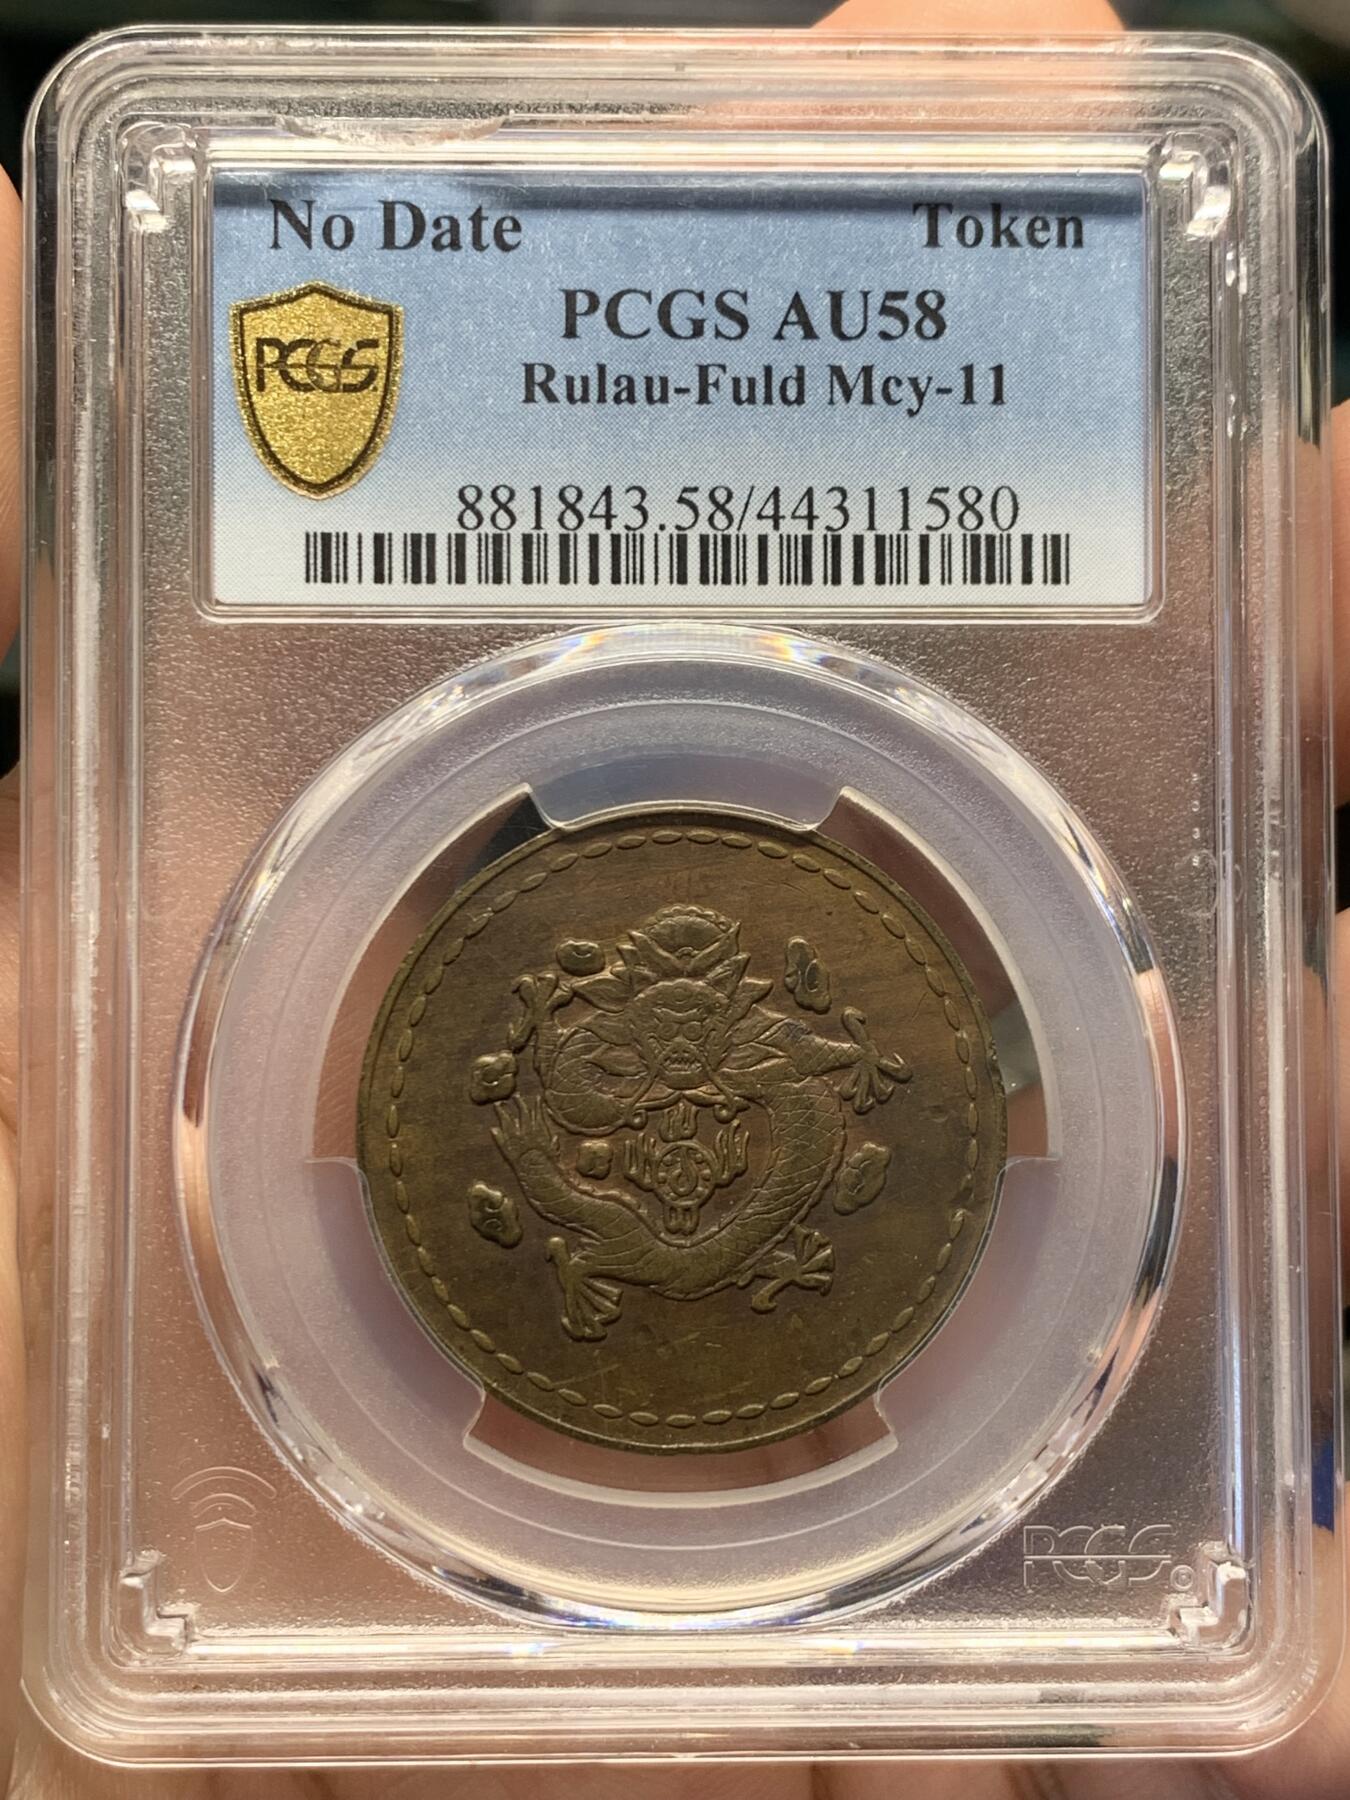 No Date Token
PCGS AU58
PCGS
Rulau-Fuld Mcy-11
881843.58/44311580
PCGS